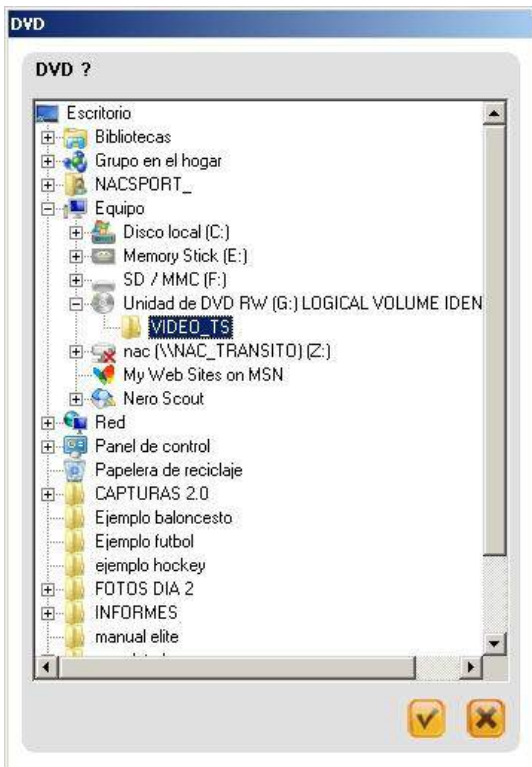 DVD
DVD ?
Escritorio
Bibliotecas
Grupo en el hogar
NACSPORT_
Equipo
Disco local (C:)
Memory Stick (E:)
SD / MMC (F:)
Unidad de DVD RW (G:) LOGICAL VOLUME IDEN
VIDEO_TS
nac (\\NAC_TRANSITO) (Z:)
My Web Sites on MSN
Nero Scout
Red
Panel de control
Papelera de reciclaje
CAPTURAS 2.0
Ejemplo baloncesto
Ejemplo futbol
ejemplo hockey
FOTOS DIA 2
INFORMES
manual elite